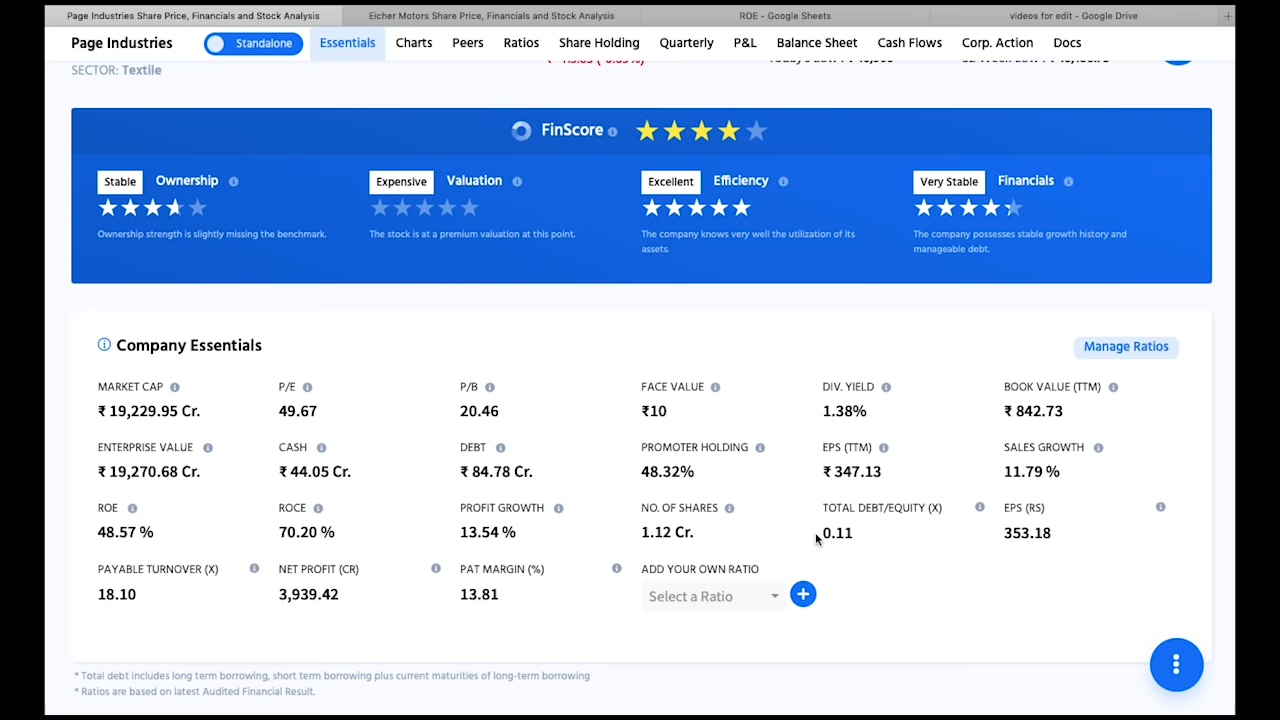 Page Industries Share Price, Financials and Stock Analysis
Eicher Motors Share Price, Financials and Stock Analysis
ROE - Google Sheets
videos for edit - Google Drive
Page Industries
Standalone
Essentials
Charts
Peers
Ratios
Share Holding
Quarterly
P&L
Balance Sheet
Cash Flows
Corp. Action
Docs
SECTOR: Textile
FinScore
Stable
Ownership
Expensive
Valuation
Excellent
Efficiency
Very Stable
Financials
Ownership strength is slightly missing the benchmark.
The stock is at a premium valuation at this point.
The company knows very well the utilization of its
assets.
The company possesses stable growth history and
manageable debt.
Company Essentials
Manage Ratios
MARKET CAP
P/E
P/B
FACE VALUE
DIV. YIELD
BOOK VALUE (TTM)
₹ 19,229.95 Cr.
49.67
20.46
₹10
1.38%
₹ 842.73
ENTERPRISE VALUE
CASH
DEBT
PROMOTER HOLDING
EPS (TTM)
SALES GROWTH
₹ 19,270.68 Cr.
₹ 44.05 Cr.
₹ 84.78 Cr.
48.32%
₹ 347.13
11.79 %
ROE
ROCE
PROFIT GROWTH
NO. OF SHARES
TOTAL DEBT/EQUITY (X)
EPS (RS)
48.57 %
70.20 %
13.54 %
1.12 Cr.
0.11
353.18
PAYABLE TURNOVER (X)
NET PROFIT (CR)
PAT MARGIN (%)
ADD YOUR OWN RATIO
18.10
3,939.42
13.81
Select a Ratio
* Total debt includes long term borrowing, short term borrowing plus current maturities of long-term borrowing
* Ratios are based on latest Audited Financial Result.